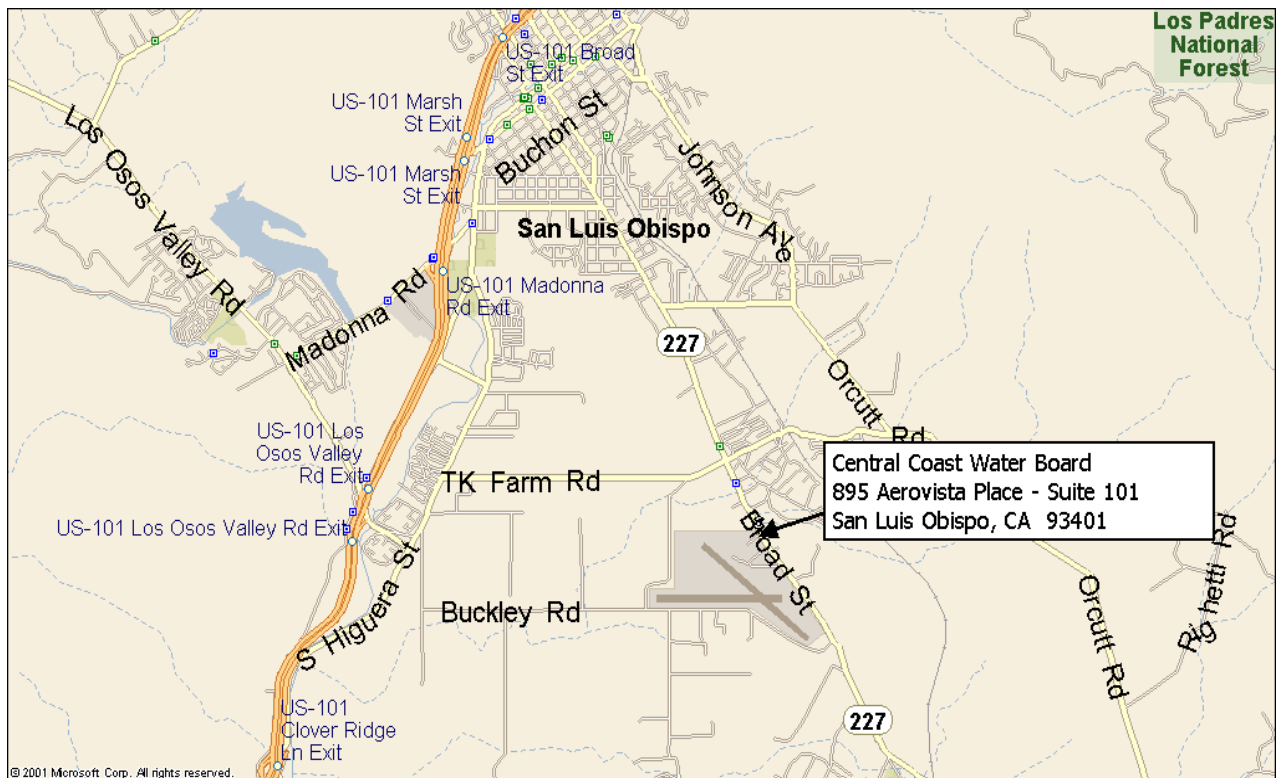 Los Padres
National
Forest
US-101 Broad
St Exit
US-101 Marsh
St Exit
Buchon St
Los Osos Valley Rd
Johnson Ave
US-101 Marsh
St Exit
San Luis Obispo
US-101 Madonna
Rd Exit
Madonna Rd
227
Orcutt Rd
US-101 Los
Osos Valley
Rd Exit
TK Farm Rd
Central Coast Water Board
895 Aerovista Place - Suite 101
San Luis Obispo, CA 93401
US-101 Los Osos Valley Rd Exit
Broad St
Righetti Rd
S Higuera St
Buckley Rd
Orcutt Rd
US-101
Clover Ridge
Ln Exit
227
© 2001 Microsoft Corp. All rights reserved.